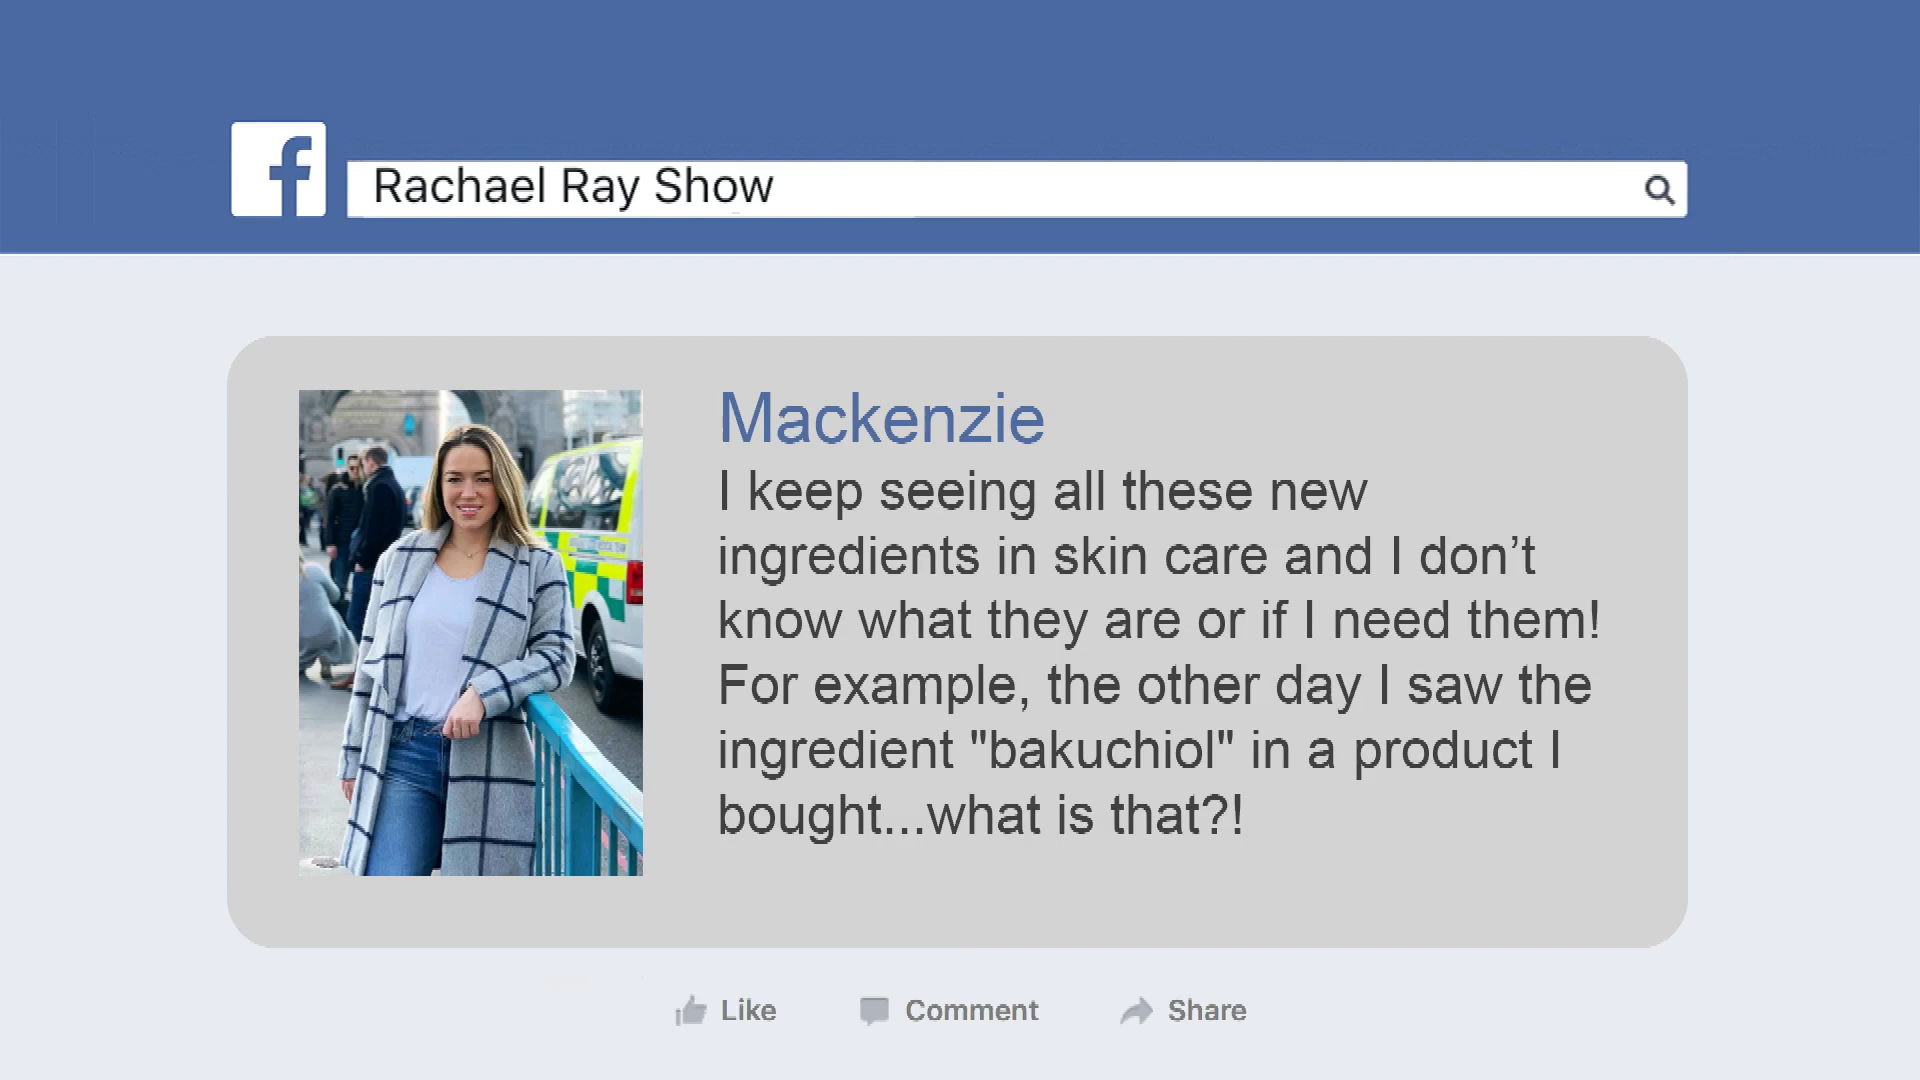 f
Rachael Ray Show
Mackenzie
I keep seeing all these new
ingredients in skin care and I don’t
know what they are or if I need them!
For example, the other day I saw the
ingredient "bakuchiol" in a product I
bought...what is that?!
Like
Comment
Share